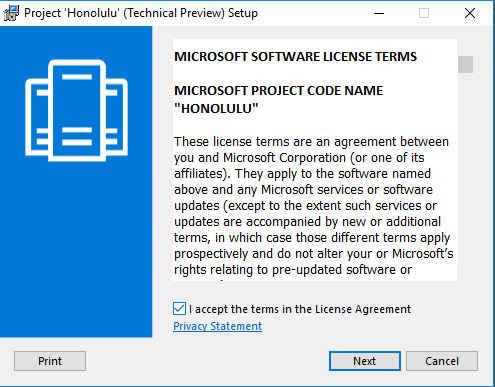 Project 'Honolulu' (Technical Preview) Setup
MICROSOFT SOFTWARE LICENSE TERMS
MICROSOFT PROJECT CODE NAME
"HONOLULU"
These license terms are an agreement between
you and Microsoft Corporation (or one of its
affiliates). They apply to the software named
above and any Microsoft services or software
updates (except to the extent such services or
updates are accompanied by new or additional
terms, in which case those different terms apply
prospectively and do not alter your or Microsoft's
rights relating to pre-updated software or
I accept the terms in the License Agreement
Privacy Statement
Print
Next
Cancel